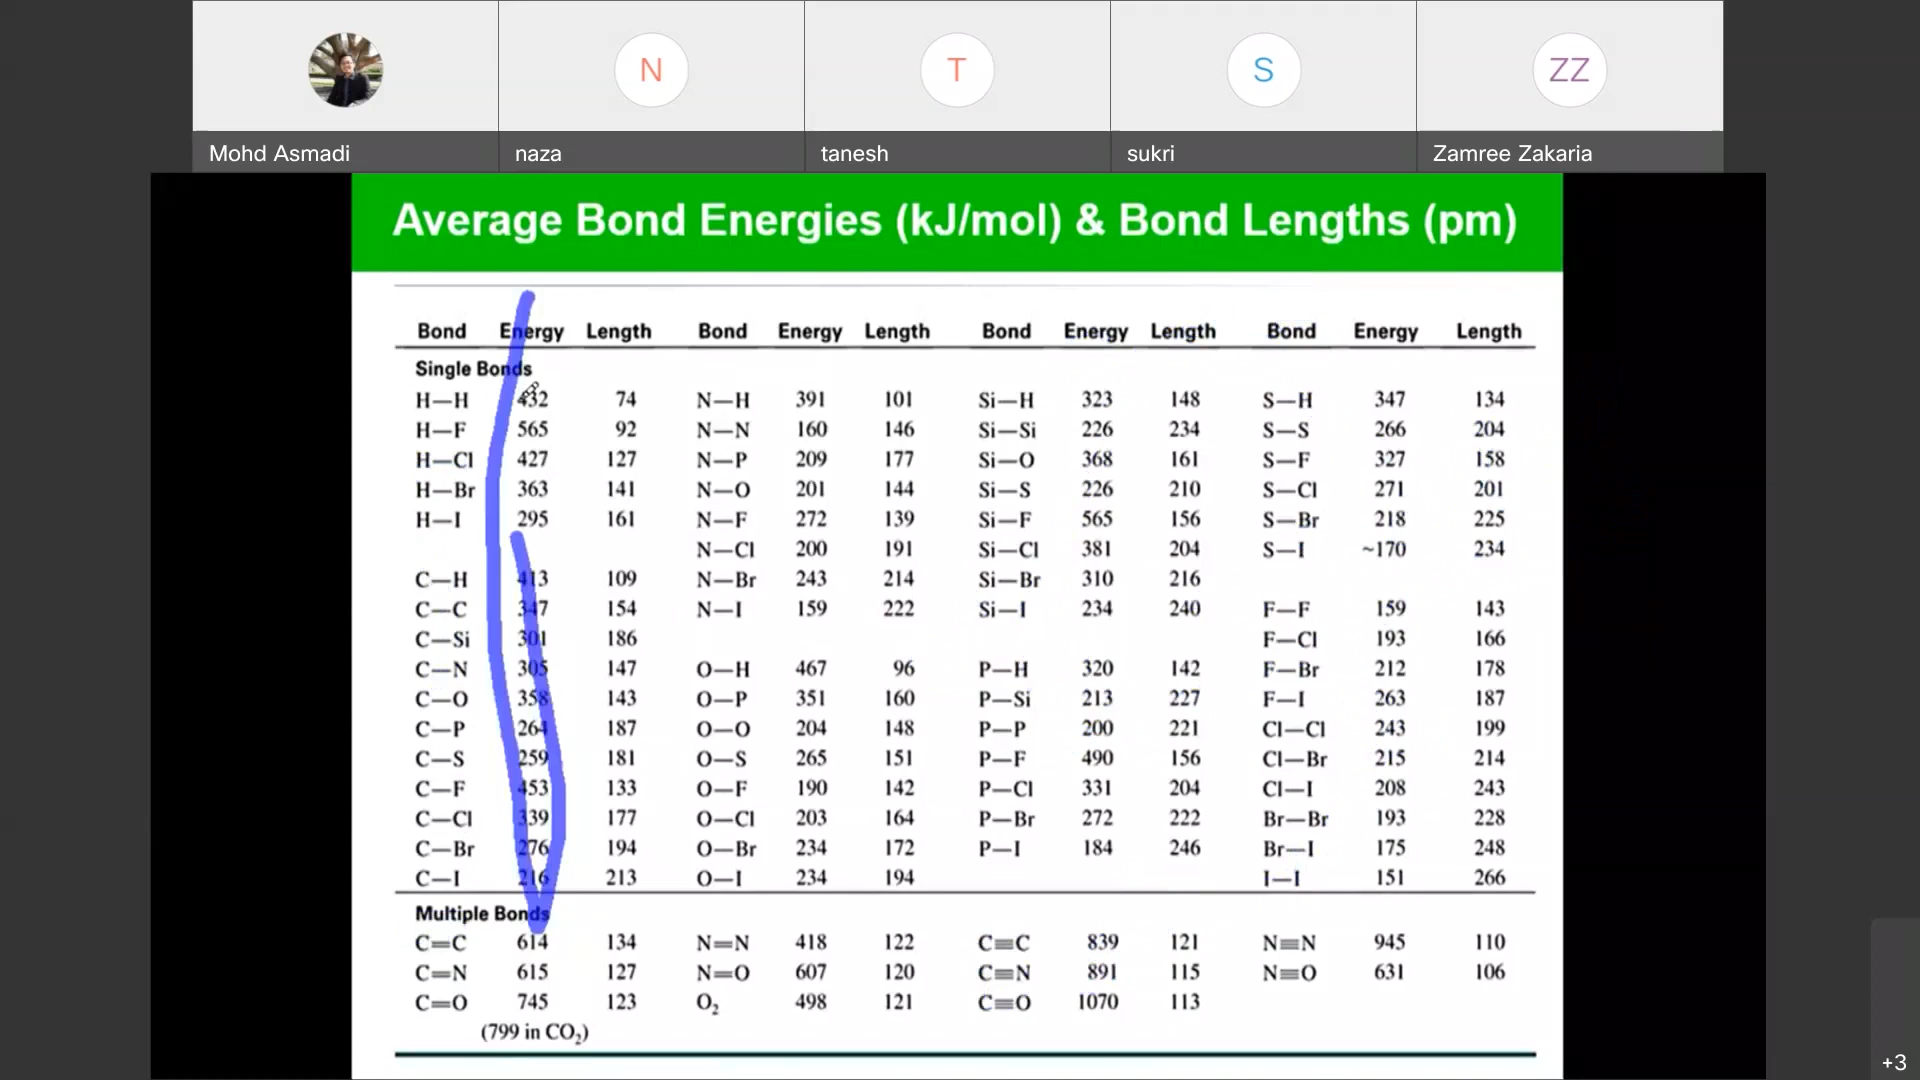 N T S ZZ
Mohd Asmadi naza tanesh sukri Zamree Zakaria
Average Bond Energies (kJ/mol) & Bond Lengths (pm)
Bond Energy Length Bond Energy Length Bond Energy Length Bond Energy Length
Single Bonds
H—H 432 74 N—H 391 101 Si—H 323 148 S—H 347 134
H—F 565 92 N—N 160 146 Si—Si 226 234 S—S 266 204
H—Cl 427 127 N—P 209 177 Si—O 368 161 S—F 327 158
H—Br 363 141 N—O 201 144 Si—S 226 210 S—Cl 271 201
H—I 295 161 N—F 272 139 Si—F 565 156 S—Br 218 225
N—Cl 200 191 Si—Cl 381 204 S—I ~170 234
C—H 413 109 N—Br 243 214 Si—Br 310 216
C—C 347 154 N—I 159 222 Si—I 234 240 F—F 159 143
C—Si 301 186 F—Cl 193 166
C—N 305 147 O—H 467 96 P—H 320 142 F—Br 212 178
C—O 358 143 O—P 351 160 P—Si 213 227 F—I 263 187
C—P 264 187 O—O 204 148 P—P 200 221 Cl—Cl 243 199
C—S 259 181 O—S 265 151 P—F 490 156 Cl—Br 215 214
C—F 453 133 O—F 190 142 P—Cl 331 204 Cl—I 208 243
C—Cl 339 177 O—Cl 203 164 P—Br 272 222 Br—Br 193 228
C—Br 276 194 O—Br 234 172 P—I 184 246 Br—I 175 248
C—I 216 213 O—I 234 194 I—I 151 266
Multiple Bonds
C=C 614 134 N=N 418 122 C≡C 839 121 N≡N 945 110
C=N 615 127 N=O 607 120 C≡N 891 115 N≡O 631 106
C=O 745 123 O₂ 498 121 C≡O 1070 113
(799 in CO₂)
+3